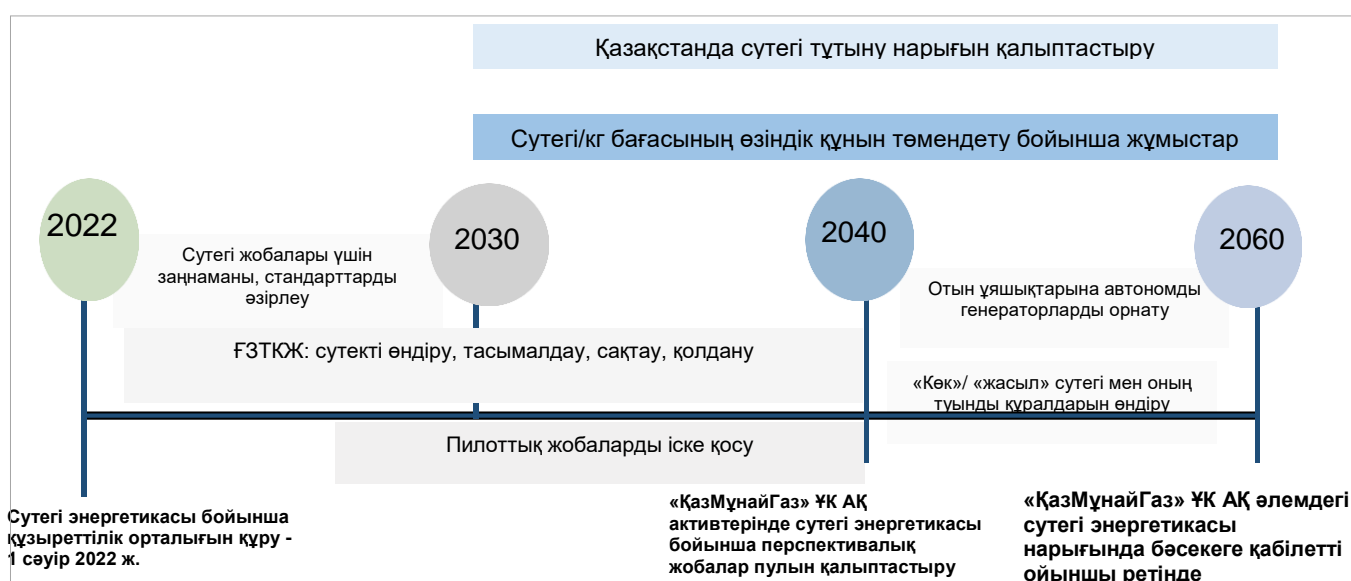 Қазақстанда сутегі тұтыну нарығын қалыптастыру
Сутегі/кг бағасының өзіндік құнын төмендету бойынша жұмыстар
2022
2030
2040
2060
Сутегі жобалары үшін
заңнаманы, стандарттарды
әзірлеу
Отын ұяшықтарына автономды
генераторларды орнату
ҒЗТКЖ: сутекті өндіру, тасымалдау, сақтау, қолдану
«Көк»/ «жасыл» сутегі мен оның
туынды құралдарын өндіру
Пилоттық жобаларды іске қосу
Сутегі энергетикасы бойынша
құзыреттілік орталығын құру -
1 сәуір 2022 ж.
«ҚазМұнайГаз» ҰК АҚ
активтерінде сутегі энергетикасы
бойынша перспективалық
жобалар пулын қалыптастыру
«ҚазМұнайГаз» ҰК АҚ әлемдегі
сутегі энергетикасы
нарығында бәсекеге қабілетті
ойыншы ретінде